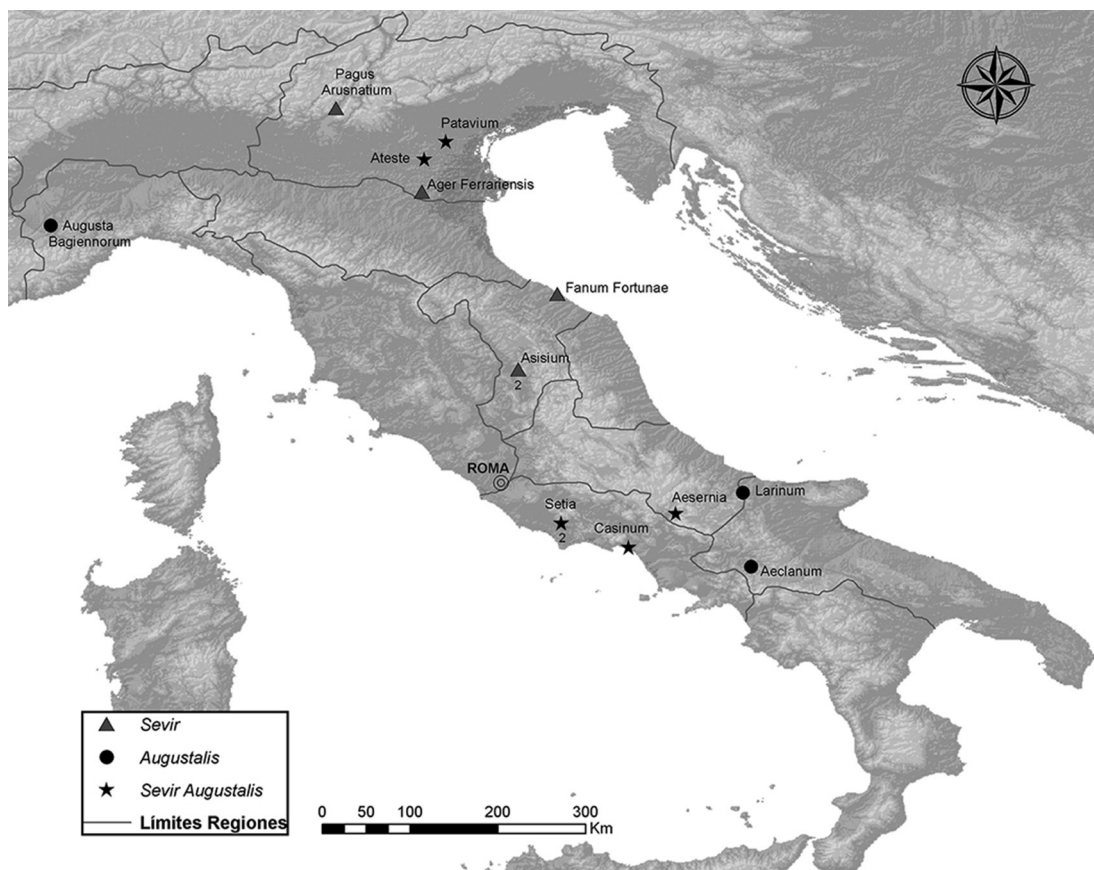 Pagus
Arusnatium
Patavium
Ateste
Ager Ferrariensis
Augusta
Bagiennorum
Fanum Fortunae
Asisium
2
ROMA
Larinum
Aesernia
Setia
2
Casinum
Aeclanum
Sevir
Augustalis
Sevir Augustalis
Límites Regiones
0 50 100 200 300
Km